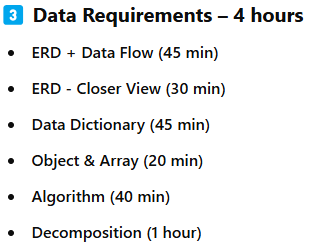 3 Data Requirements – 4 hours
• ERD + Data Flow (45 min)
• ERD - Closer View (30 min)
• Data Dictionary (45 min)
• Object & Array (20 min)
• Algorithm (40 min)
• Decomposition (1 hour)